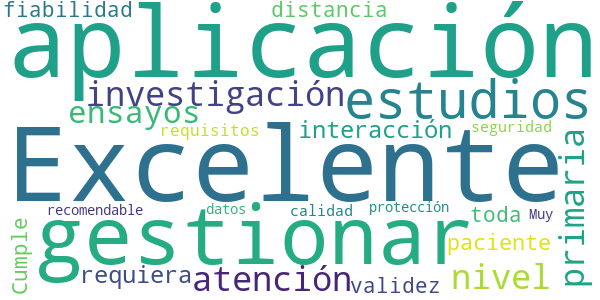 fiabilidad
distancia
aplicación
investigación
estudios
ensayos
requisitos
interacción
seguridad
Excelente
primaria
recomendable
datos
calidad
protección
toda
Muy
gestionar
paciente
Cumple
requiera
atención
validez
nivel